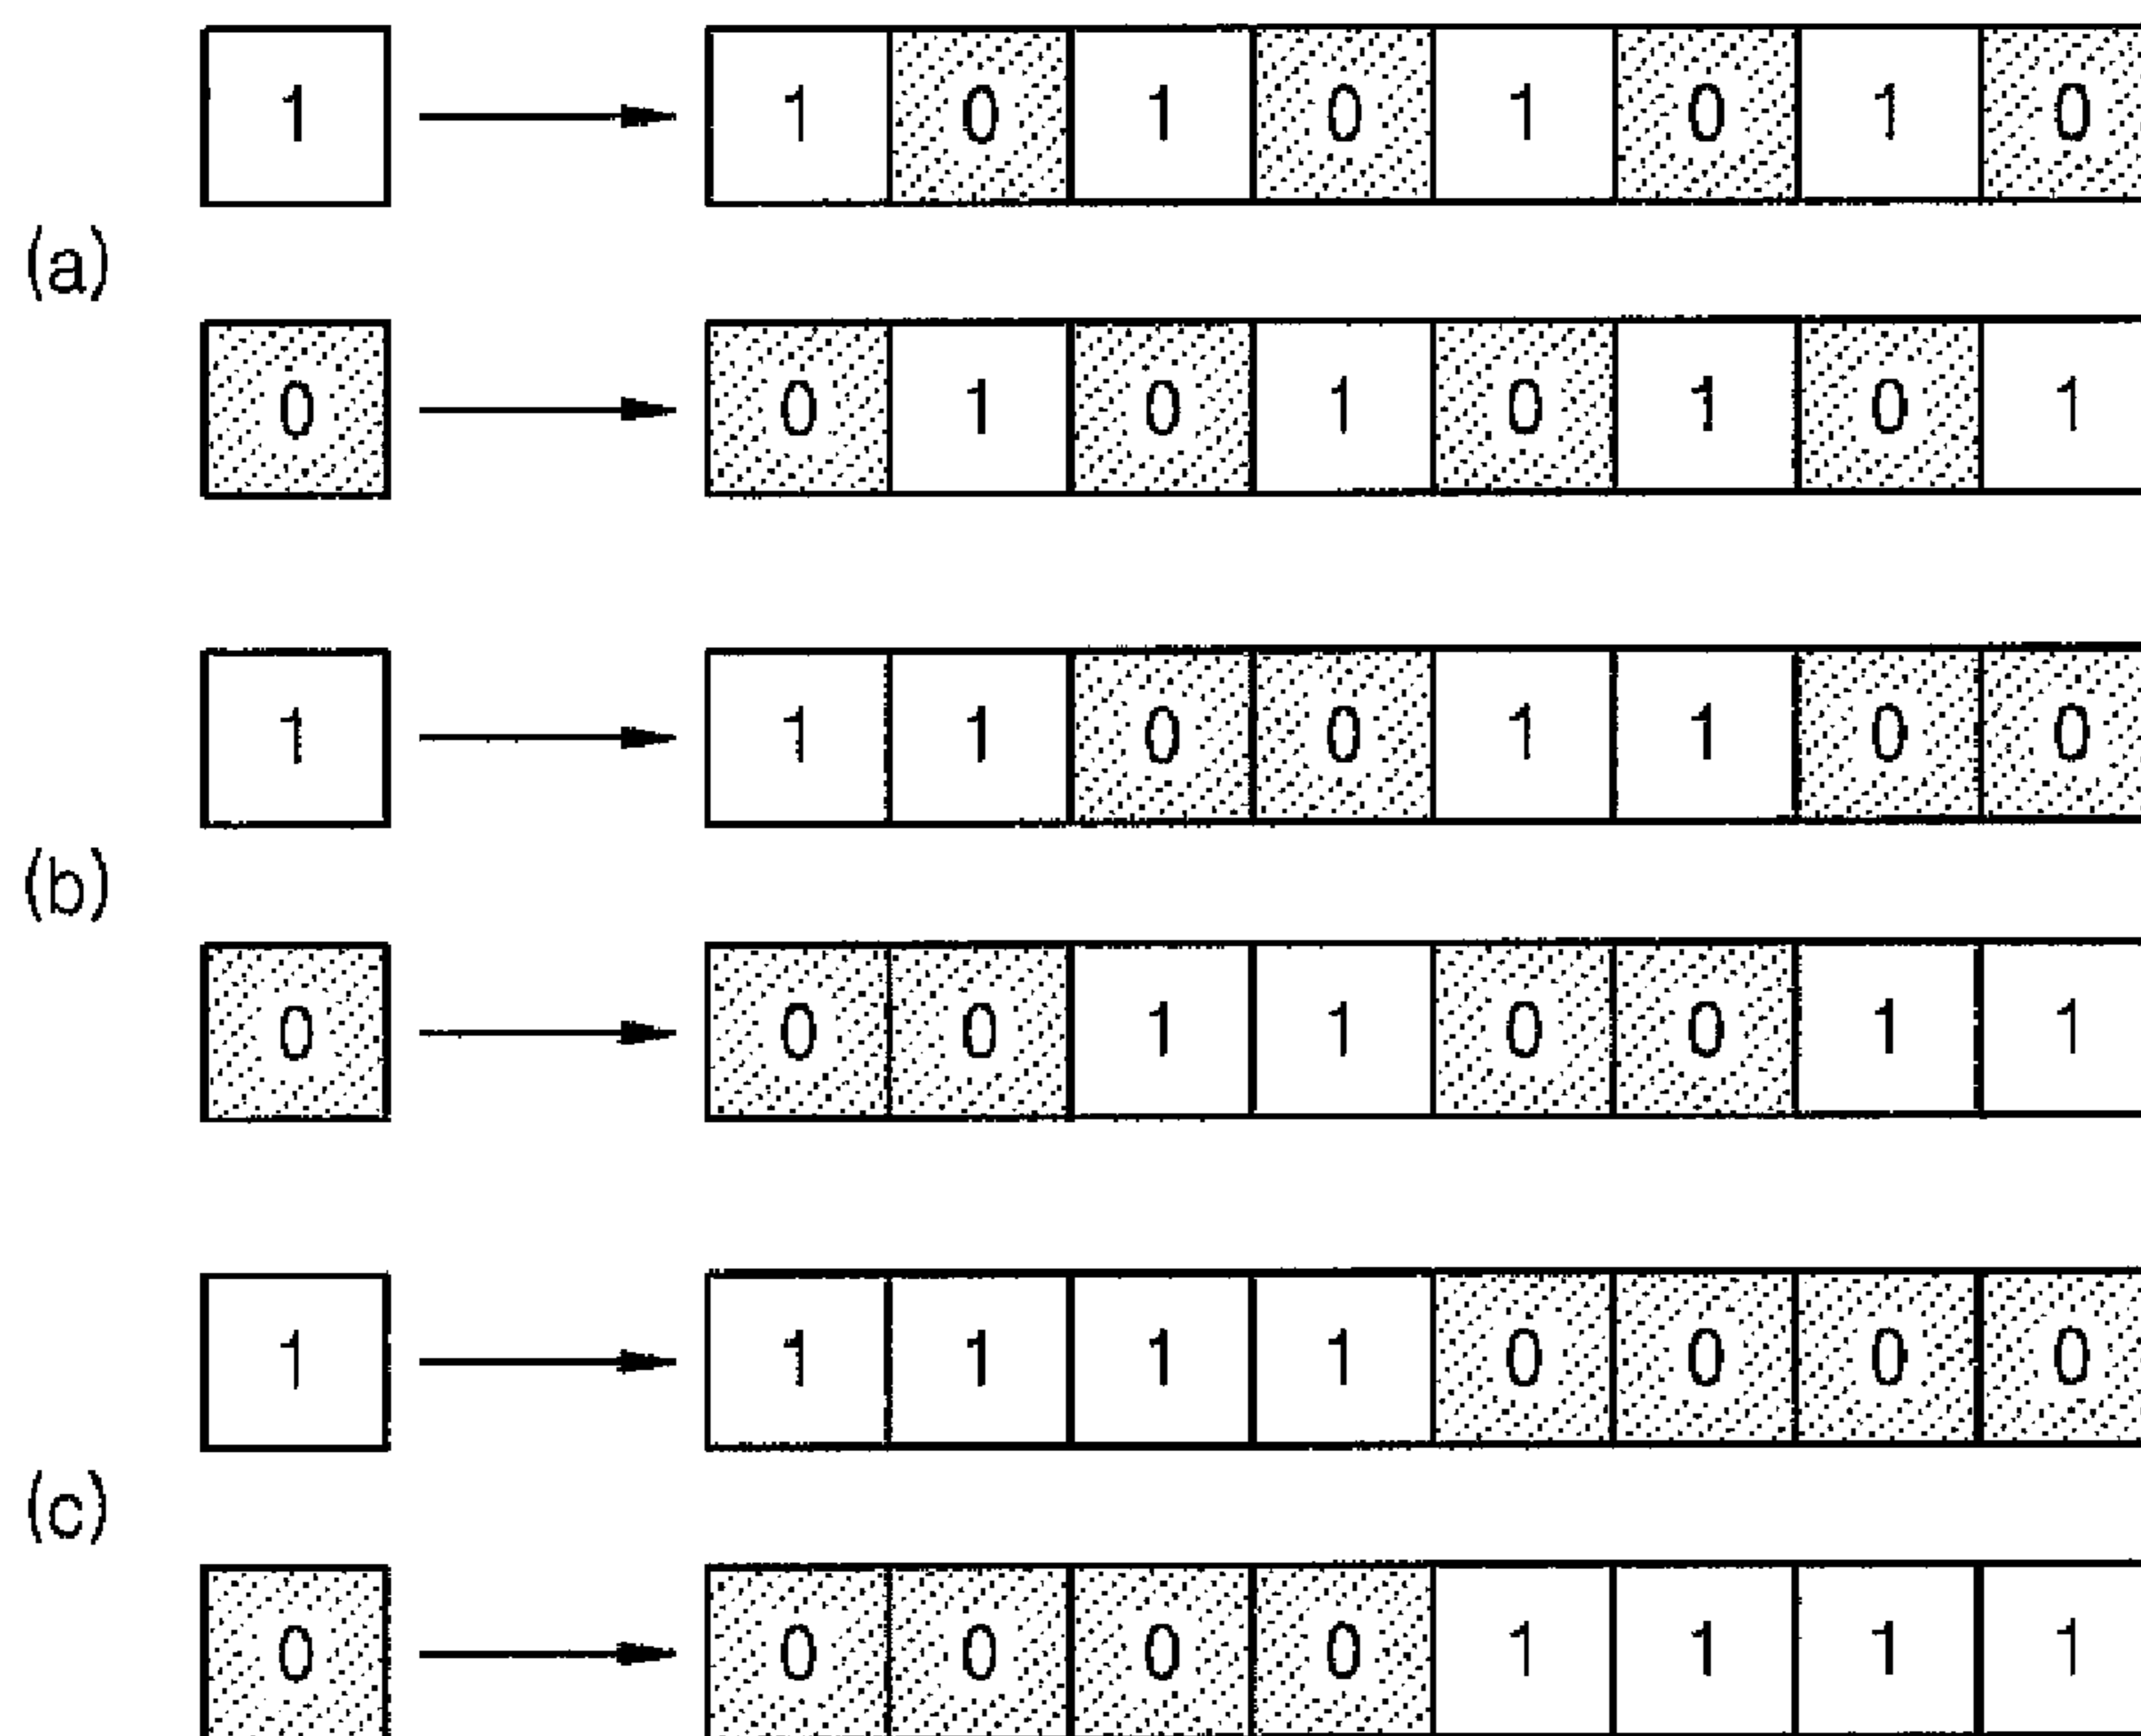 1 1 0 1 0 1 0 1 0
(a)
0 0 1 0 1 0 1 0 1
1 1 1 0 0 1 1 0 0
(b)
0 0 0 1 1 0 0 1 1
1 1 1 1 1 0 0 0 0
(c)
0 0 0 0 0 1 1 1 1